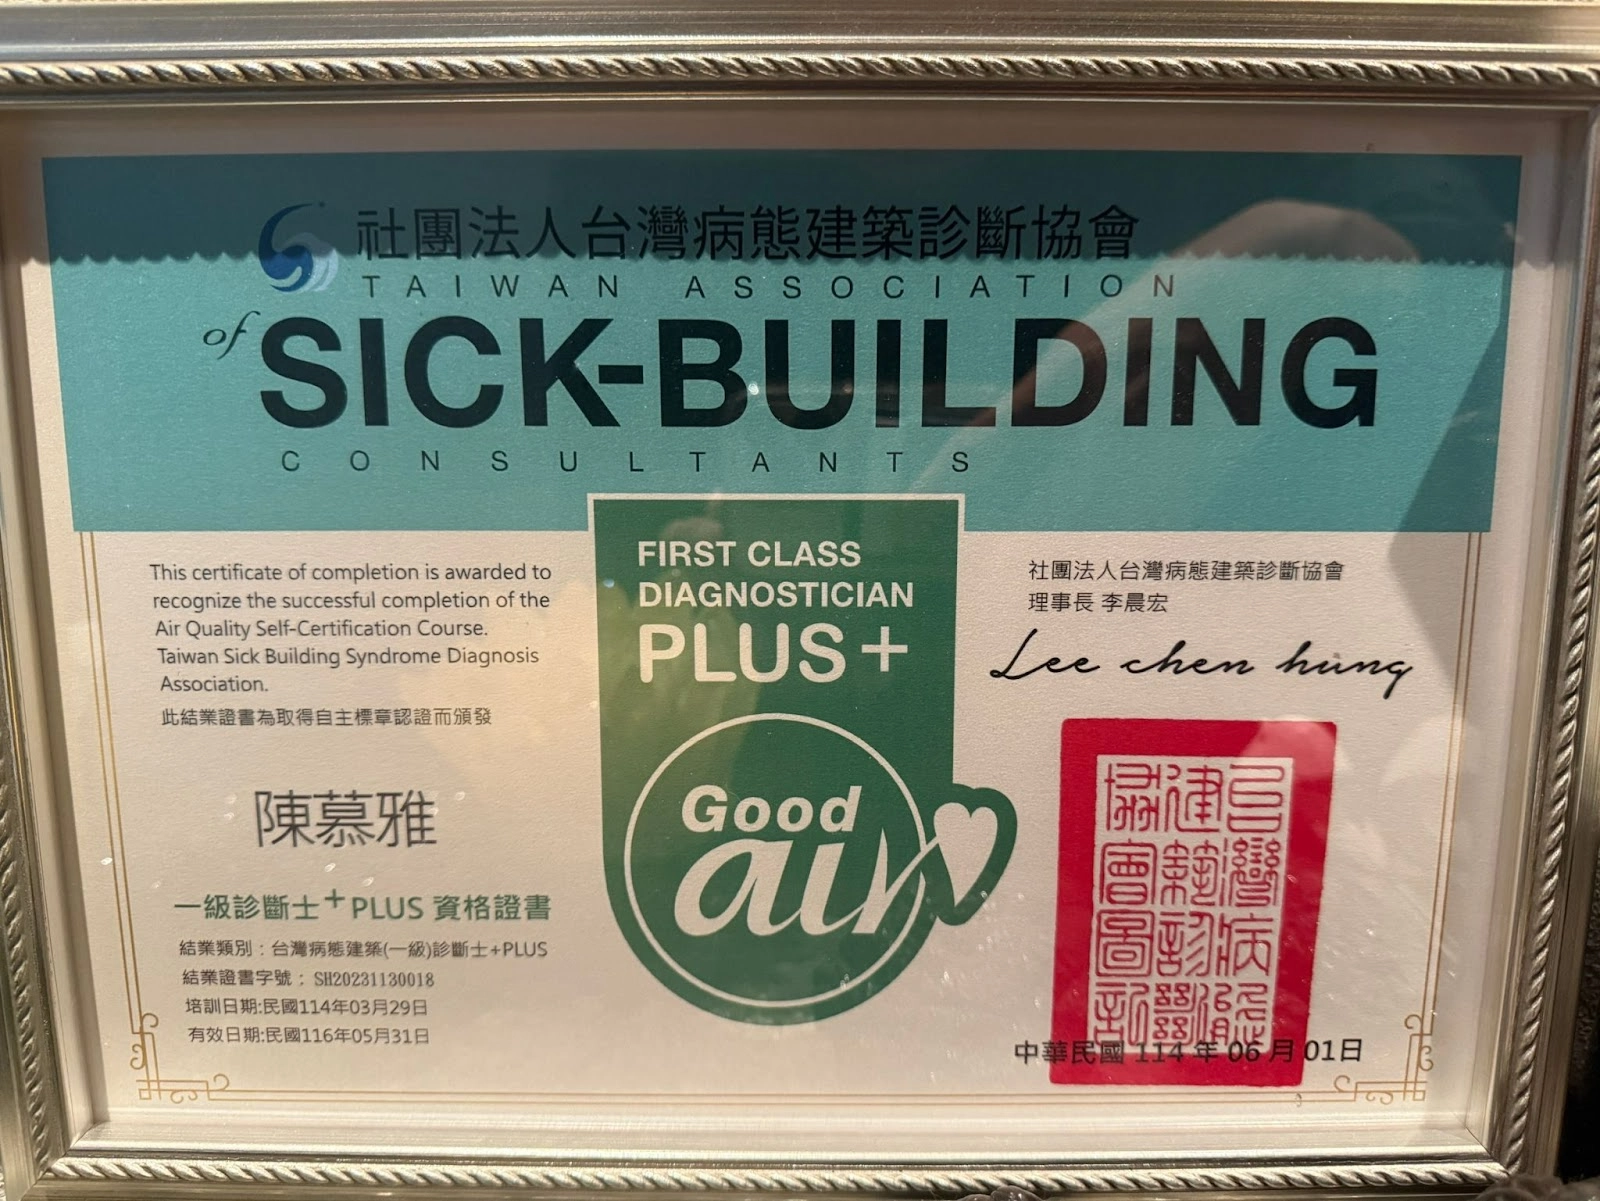 社團法人台灣病態建築診斷協會
TAIWAN ASSOCIATION
of SICK-BUILDING
CONSULTANTS
This certificate of completion is awarded to
recognize the successful completion of the
Air Quality Self-Certification Course.
Taiwan Sick Building Syndrome Diagnosis
Association.
此結業證書為取得自主標章認證而頒發
陳慕雅
一級診斷士+PLUS 資格證書
結業類別：台灣病態建築(一級)診斷士+PLUS
結業證書字號：SH20231130018
培訓日期:民國114年03月29日
有效日期:民國116年05月31日
FIRST CLASS
DIAGNOSTICIAN
PLUS+
Good
air
社團法人台灣病態建築診斷協會
理事長 李晨宏
Lee chen hung
中華民國 114 年 06 月 01日